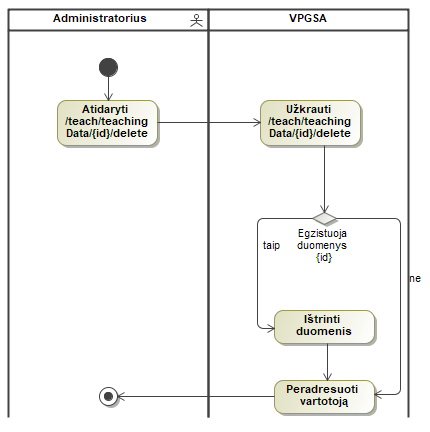 Administratorius
VPGSA
Atidaryti
/teach/teaching
Data/{id}/delete
Užkrauti
/teach/teaching
Data/{id}/delete
Egzistuoja
duomenys
{id}
taip
ne
Ištrinti
duomenis
Peradresuoti
vartotoją